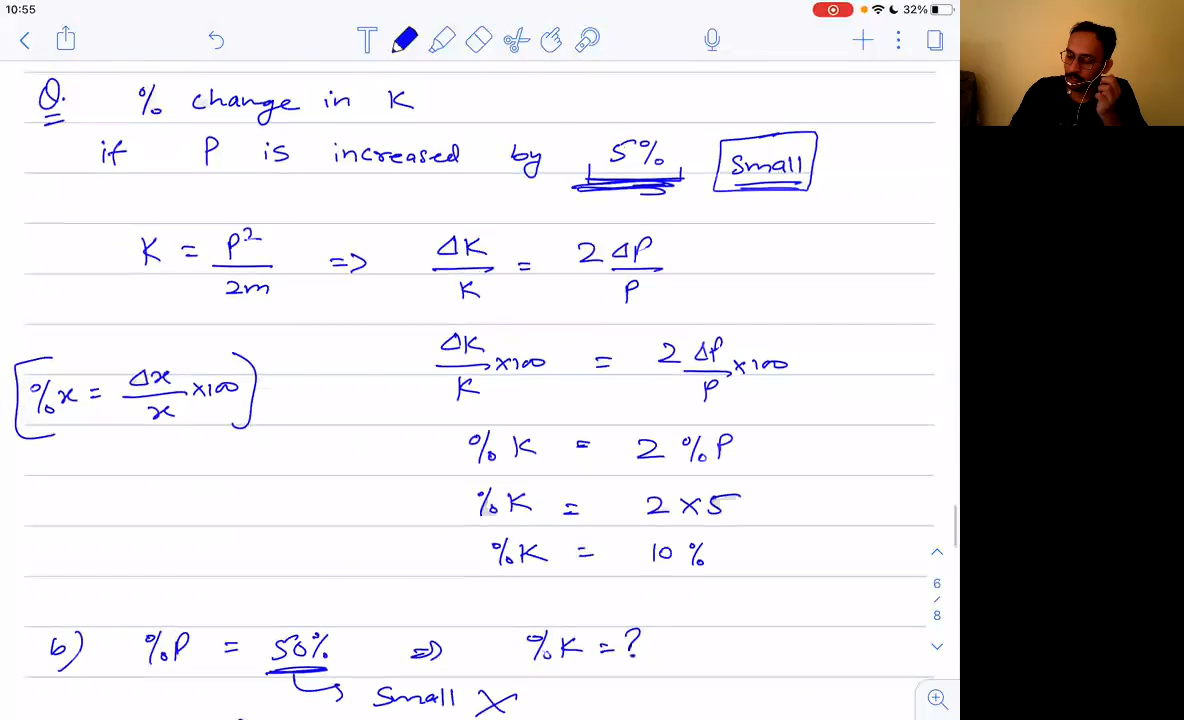 10:55
32%
T
Q. % change in K
if P is increased by 5% Small
K = P²/2m => ΔK/K = 2 ΔP/P
ΔK/K ×100 = 2 ΔP/P ×100
[%x = Δx/x ×100)
%K = 2 %P
%K = 2 × 5
%K = 10 %
6
/
8
b) %P = 50% => %K = ?
Small X